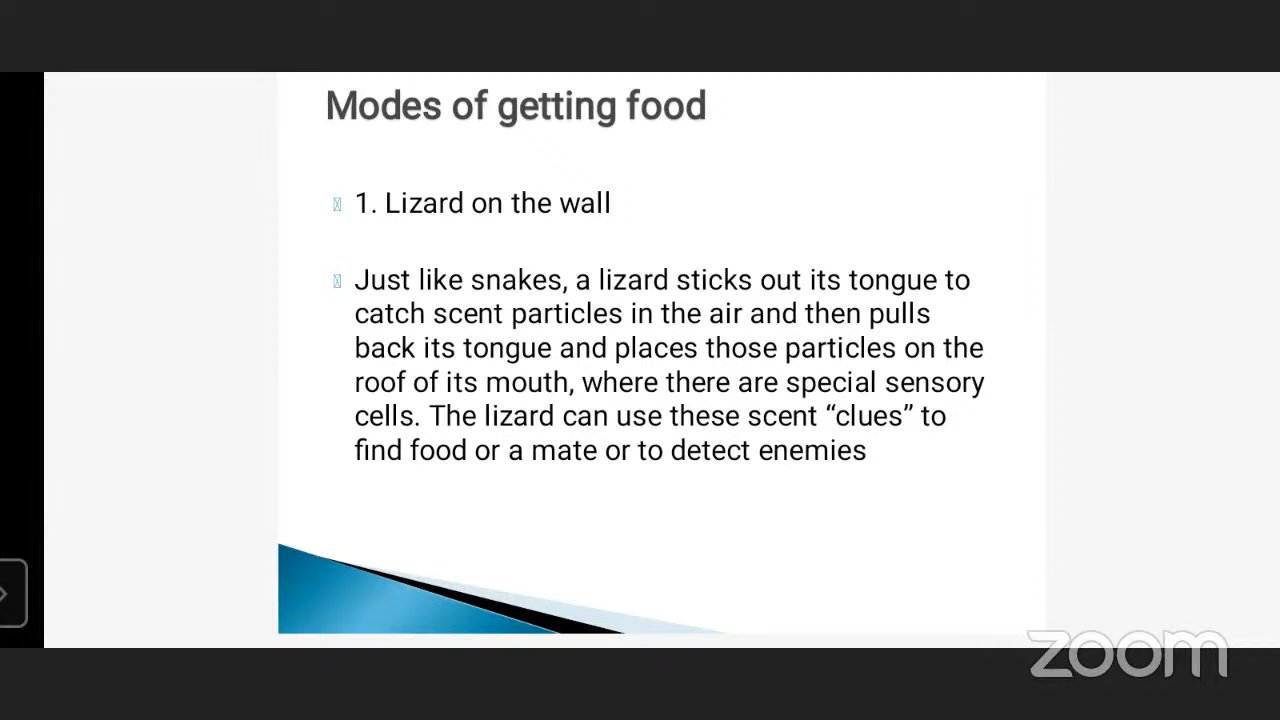 Modes of getting food
1. Lizard on the wall
Just like snakes, a lizard sticks out its tongue to
catch scent particles in the air and then pulls
back its tongue and places those particles on the
roof of its mouth, where there are special sensory
cells. The lizard can use these scent “clues” to
find food or a mate or to detect enemies
zoom